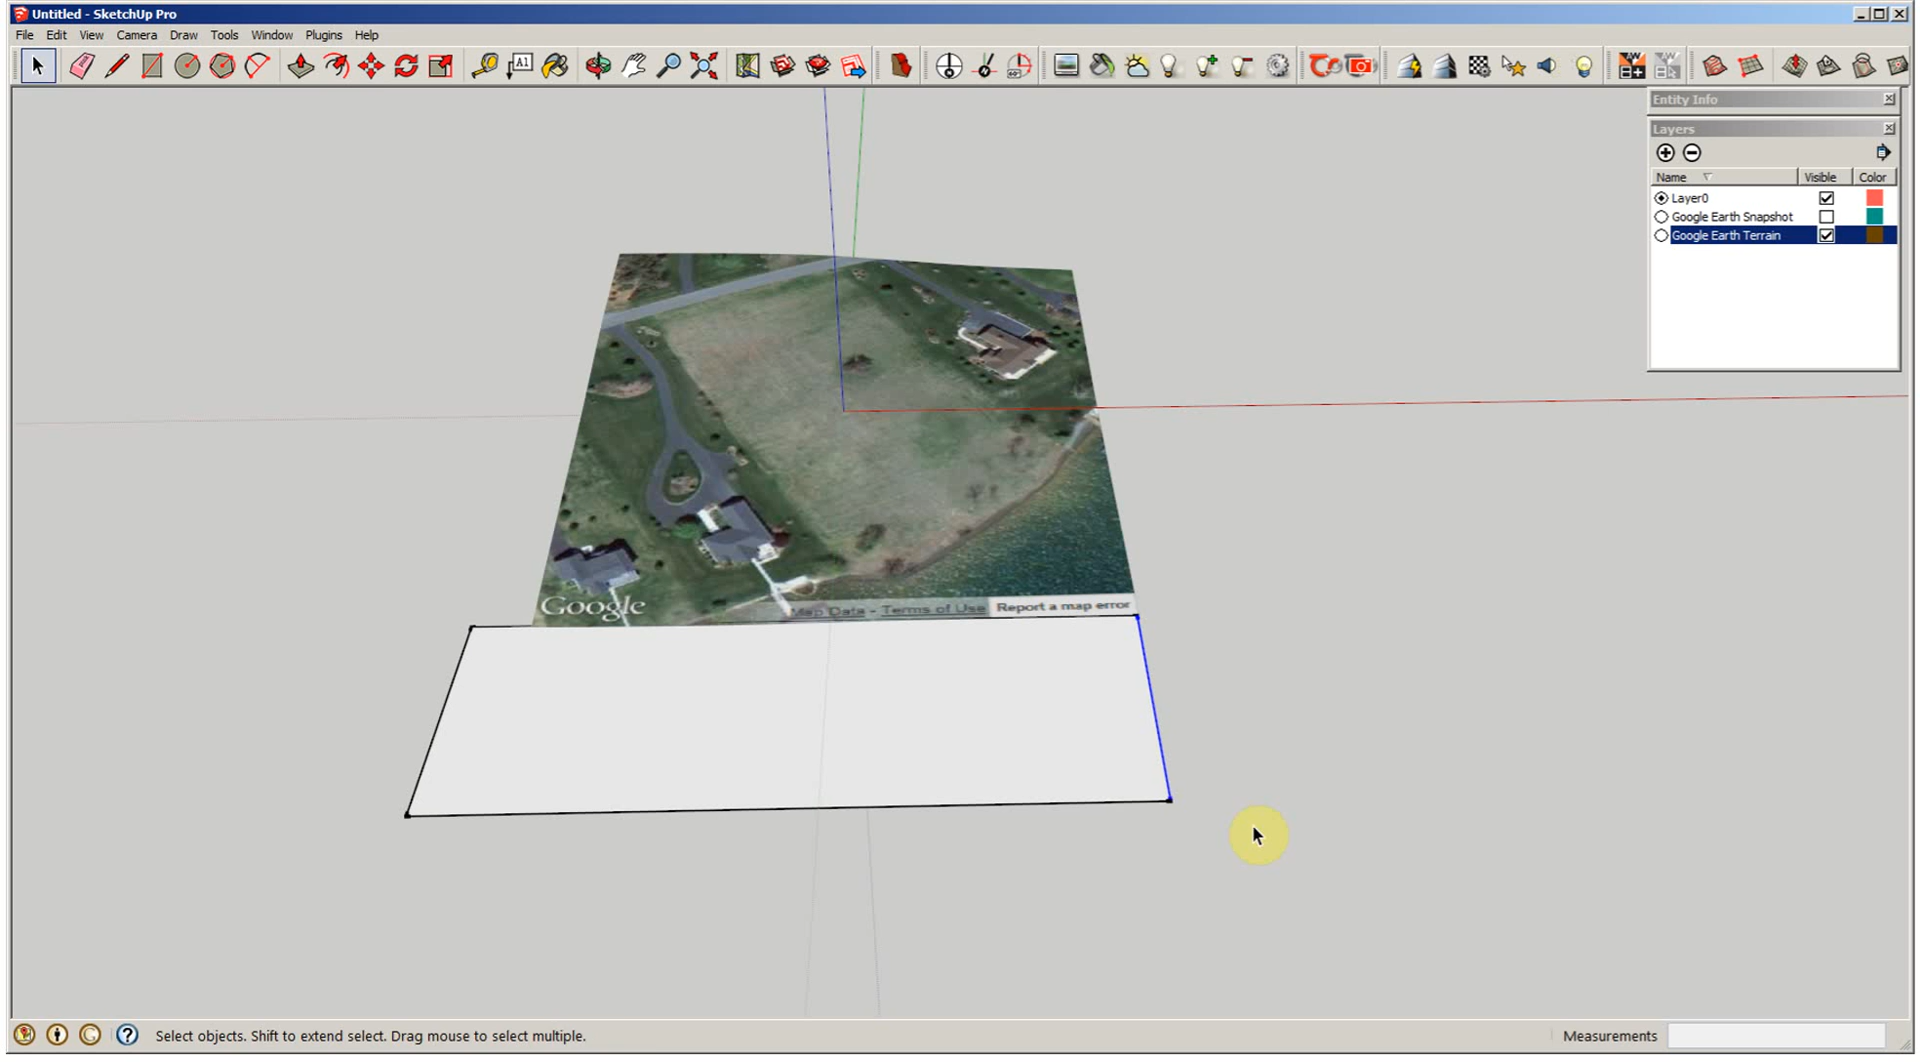 Untitled - SketchUp Pro
File Edit View Camera Draw Tools Window Plugins Help
A1
Entity Info
Layers
Name Visible Color
Layer0
Google Earth Snapshot
Google Earth Terrain
Google Map Data - Terms of Use Report a map error
Select objects. Shift to extend select. Drag mouse to select multiple.
Measurements